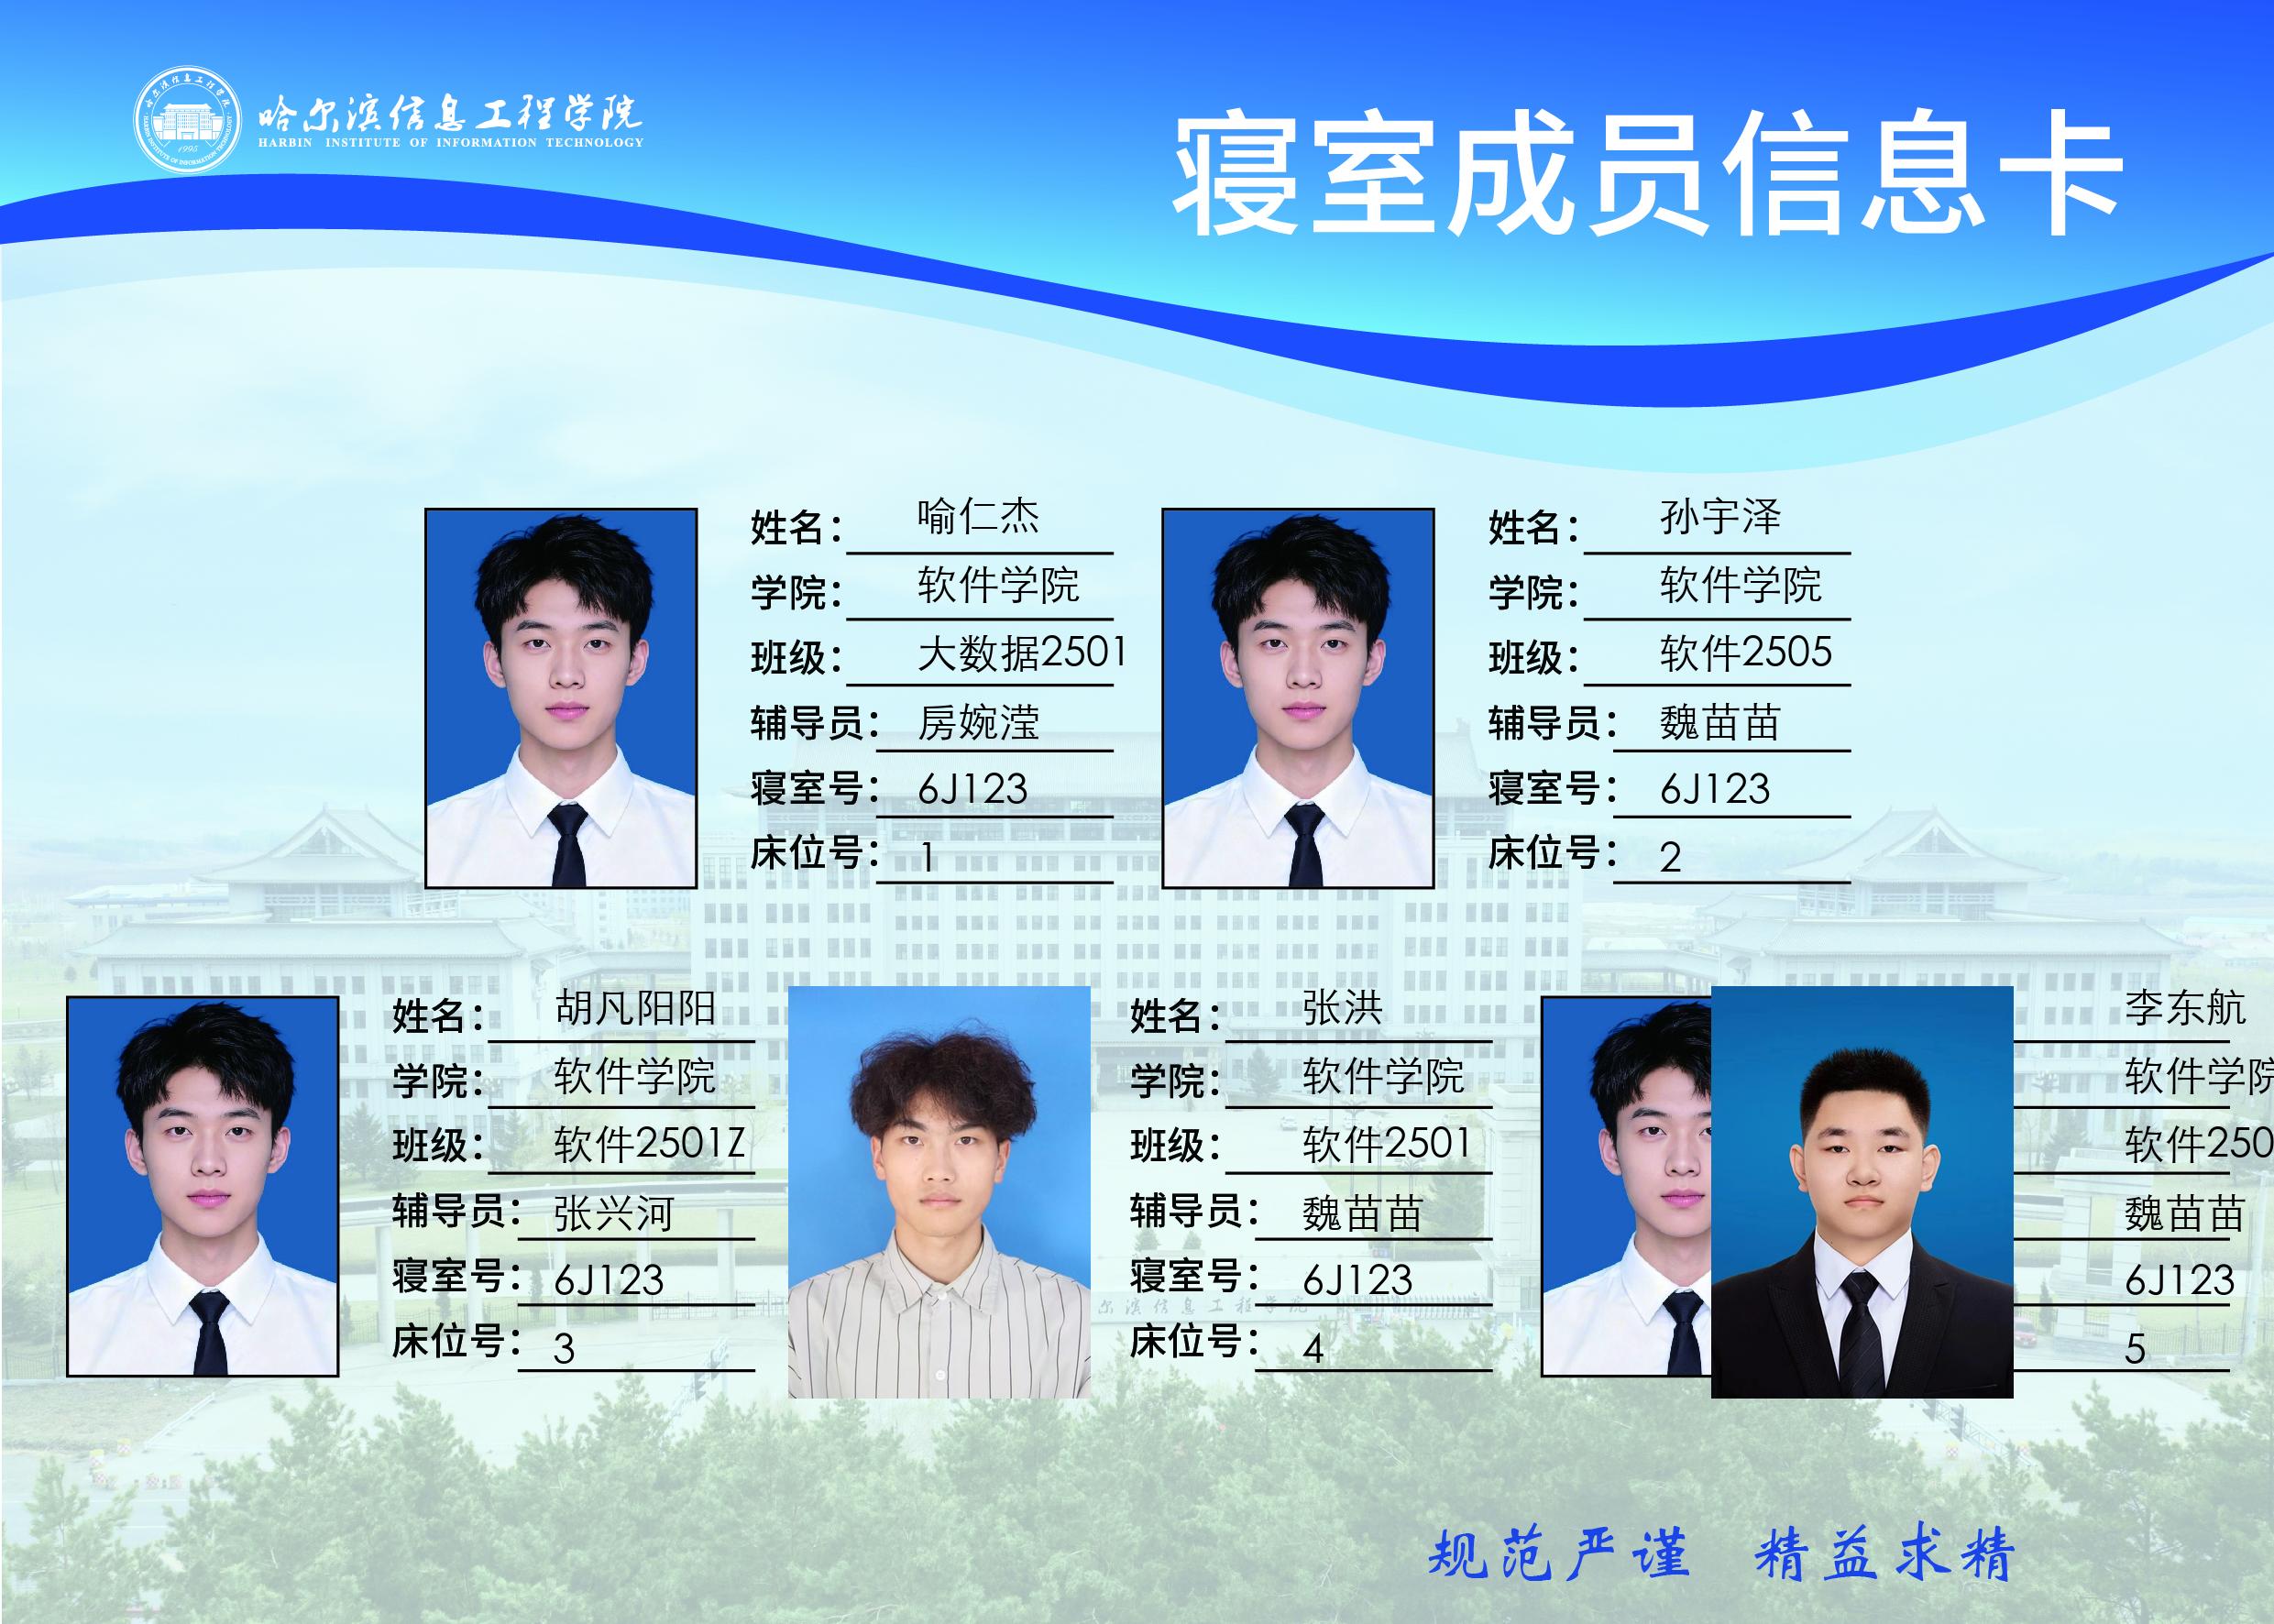 哈尔滨信息工程学院
HARBIN INSTITUTE OF INFORMATION TECHNOLOGY
1995
寝室成员信息卡
姓名：喻仁杰
学院：软件学院
班级：大数据2501
辅导员：房婉滢
寝室号：6J123
床位号：1
姓名：孙宇泽
学院：软件学院
班级：软件2505
辅导员：魏苗苗
寝室号：6J123
床位号：2
姓名：胡凡阳阳
学院：软件学院
班级：软件2501Z
辅导员：张兴河
寝室号：6J123
床位号：3
姓名：张洪
学院：软件学院
班级：软件2501
辅导员：魏苗苗
寝室号：6J123
床位号：4
李东航
软件学院
软件250
魏苗苗
6J123
5
规范严谨 精益求精